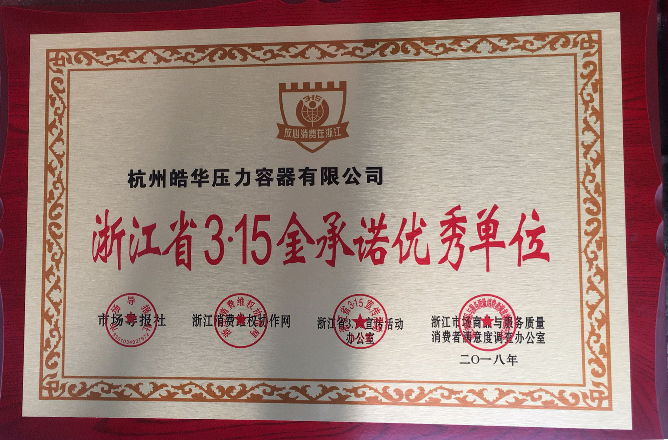 3·15
放心消费在浙江
杭州皓华压力容器有限公司
浙江省3·15金承诺优秀单位
市场导报社
浙江消费维权协作网
浙江省3.15宣传活动
办公室
浙江市场商品与服务质量
消费者满意度调查办公室
二〇一八年